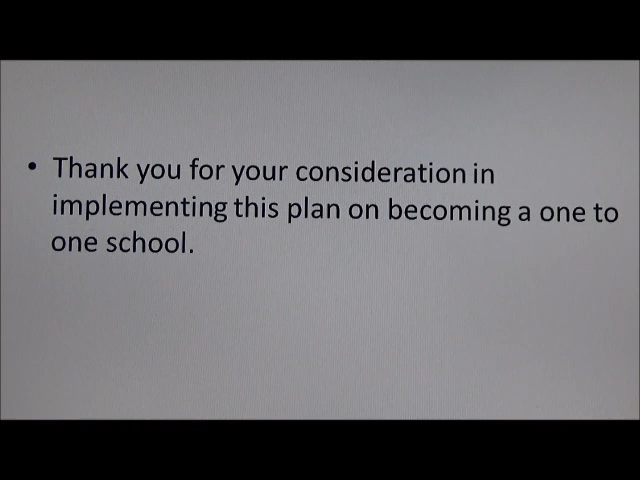 • Thank you for your consideration in
implementing this plan on becoming a one to
one school.